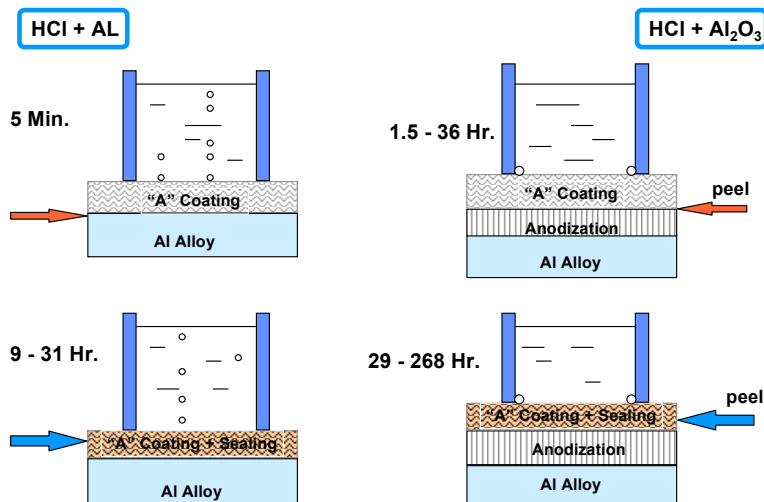 HCl + AL
HCl + Al₂O₃
5 Min.
"A" Coating
Al Alloy
1.5 - 36 Hr.
"A" Coating
peel
Anodization
Al Alloy
9 - 31 Hr.
"A" Coating + Sealing
Al Alloy
29 - 268 Hr.
"A" Coating + Sealing
peel
Anodization
Al Alloy